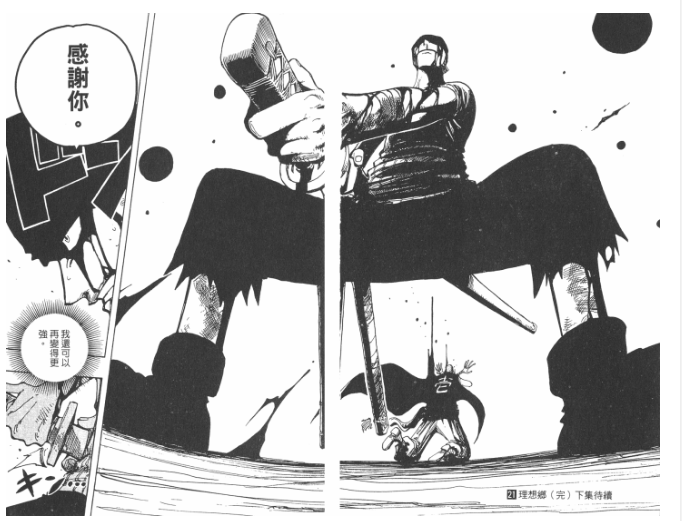 感謝你。
我還可以
再變得更
強。
ド
キン…
21 理想鄉（完）下集待續